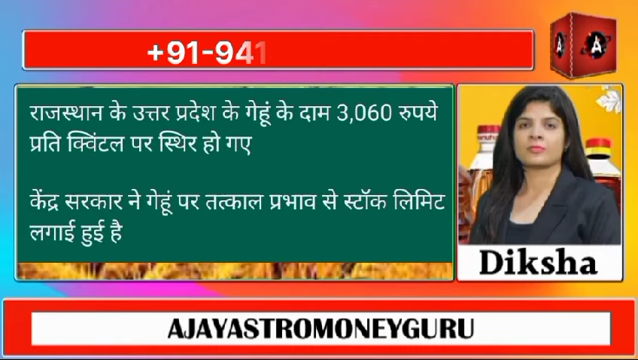 +91-941
A
A
राजस्थान के उत्तर प्रदेश के गेहूं के दाम 3,060 रुपये
प्रति क्विंटल पर स्थिर हो गए
केंद्र सरकार ने गेहूं पर तत्काल प्रभाव से स्टॉक लिमिट
लगाई हुई है
Diksha
AJAYASTROMONEYGURU